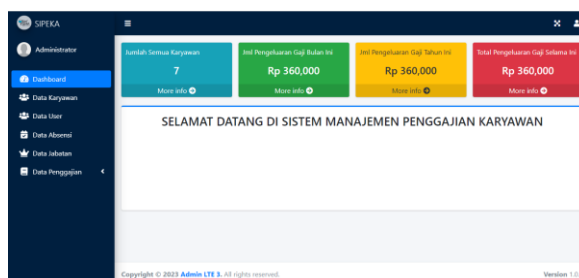 SIPEKA
Administrator
Dashboard
Data Karyawan
Data User
Data Absensi
Data Jabatan
Data Penggajian
Jumlah Semua Karyawan
7
More info
Jml Pengeluaran Gaji Bulan Ini
Rp 360,000
More info
Jml Pengeluaran Gaji Tahun Ini
Rp 360,000
More info
Total Pengeluaran Gaji Selama Ini
Rp 360,000
More info
SELAMAT DATANG DI SISTEM MANAJEMEN PENGGAJIAN KARYAWAN
Copyright © 2023 Admin LTE 3. All rights reserved.
Version 1.0